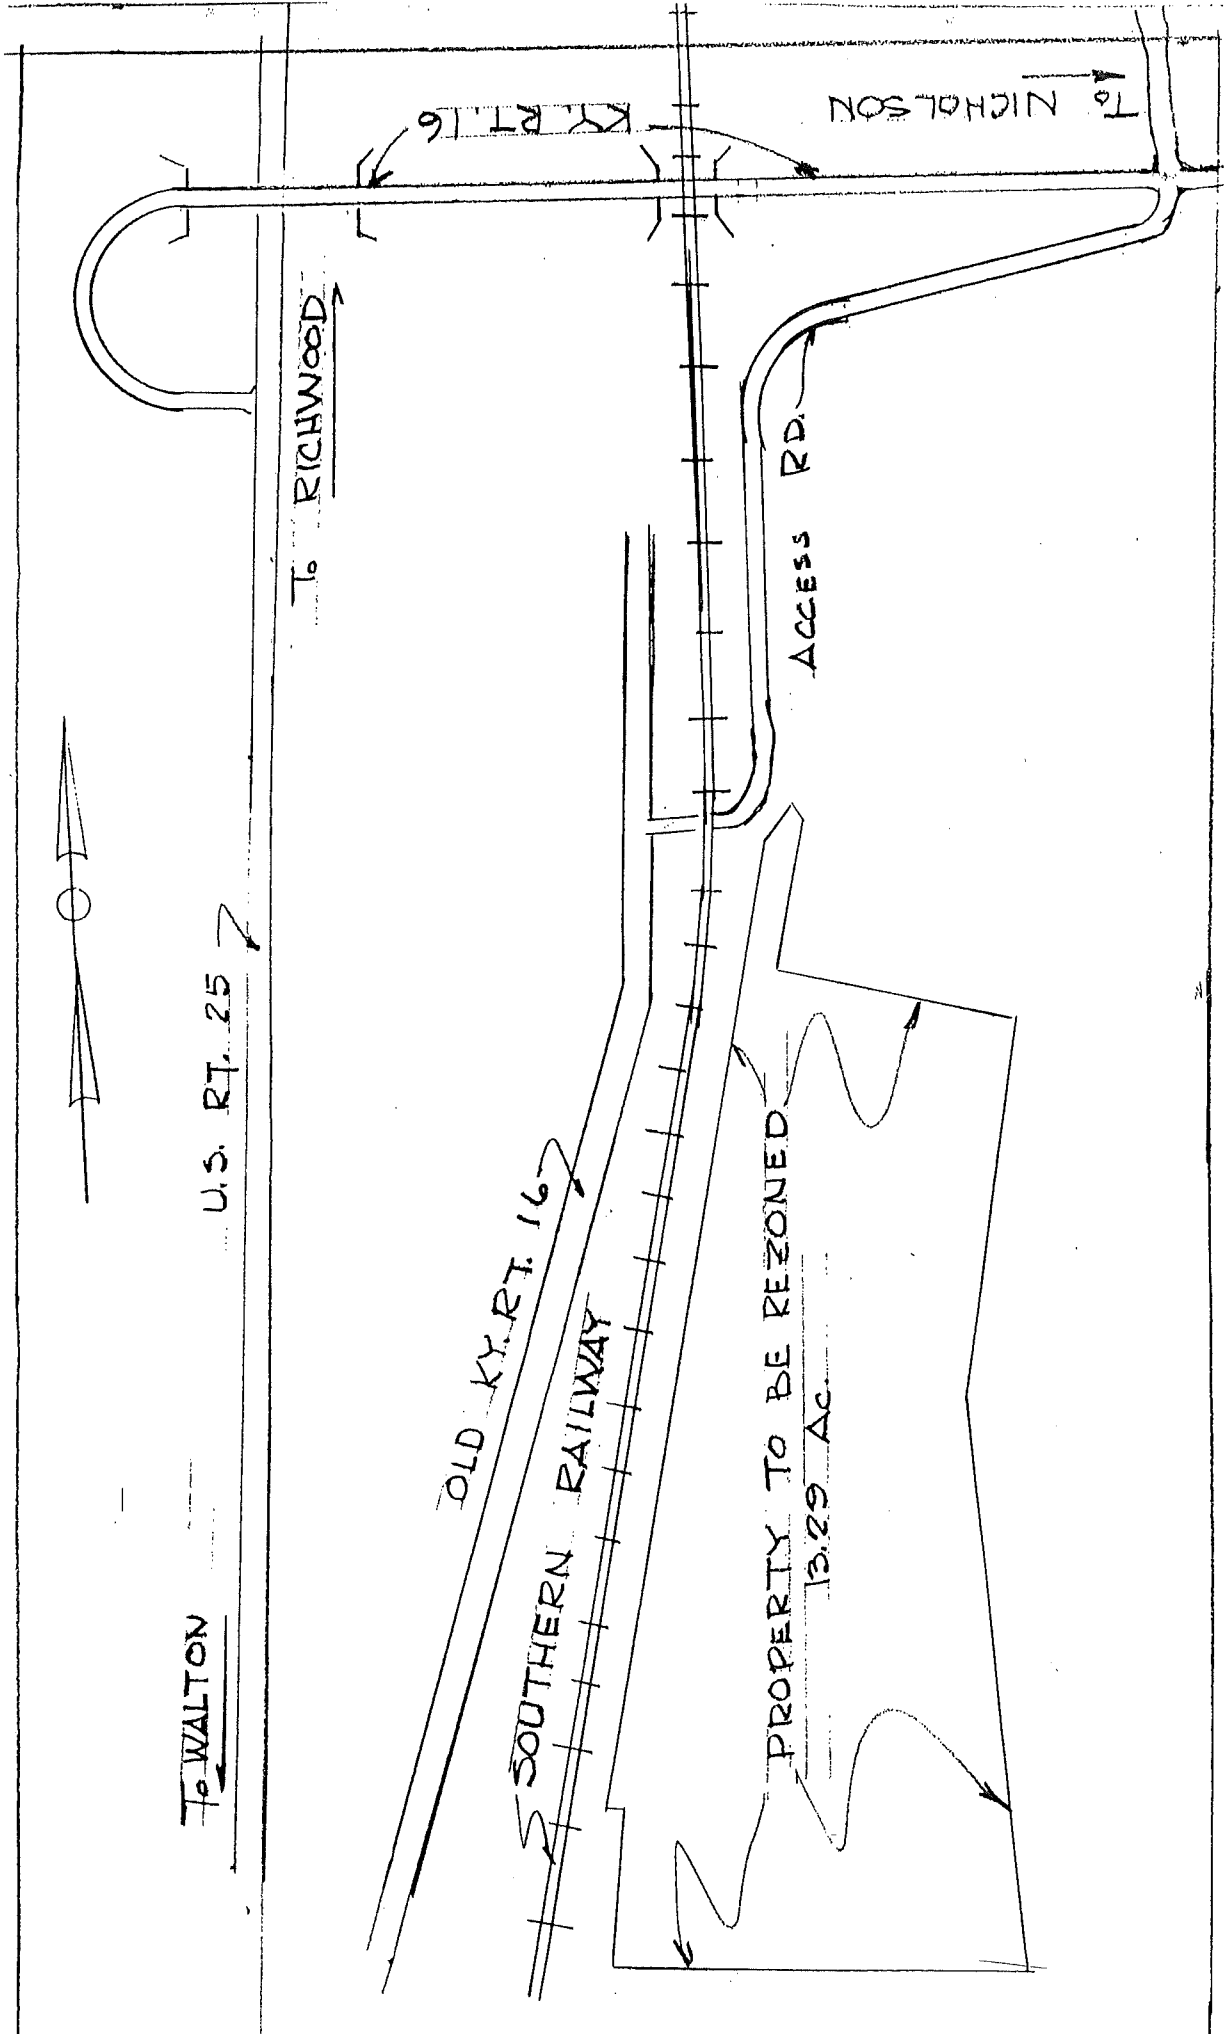 KY. RT. 16
To NICHOLSON
To RICHWOOD
ACCESS RD.
U.S. RT. 25
OLD KY. RT. 16
SOUTHERN RAILWAY
PROPERTY TO BE REZONED
13.29 Ac.
To WALTON